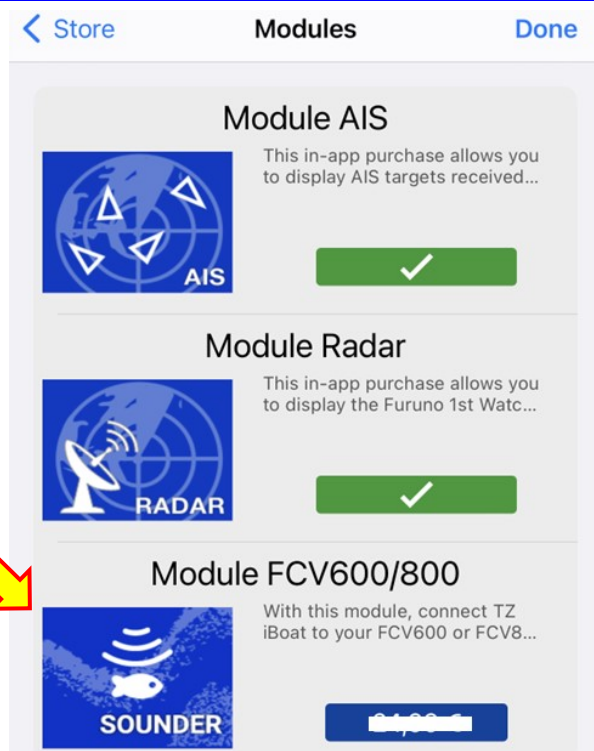 Store
Modules
Done
Module AIS
This in-app purchase allows you
to display AIS targets received...
AIS
Module Radar
This in-app purchase allows you
to display the Furuno 1st Watc...
RADAR
Module FCV600/800
With this module, connect TZ
iBoat to your FCV600 or FCV8...
SOUNDER